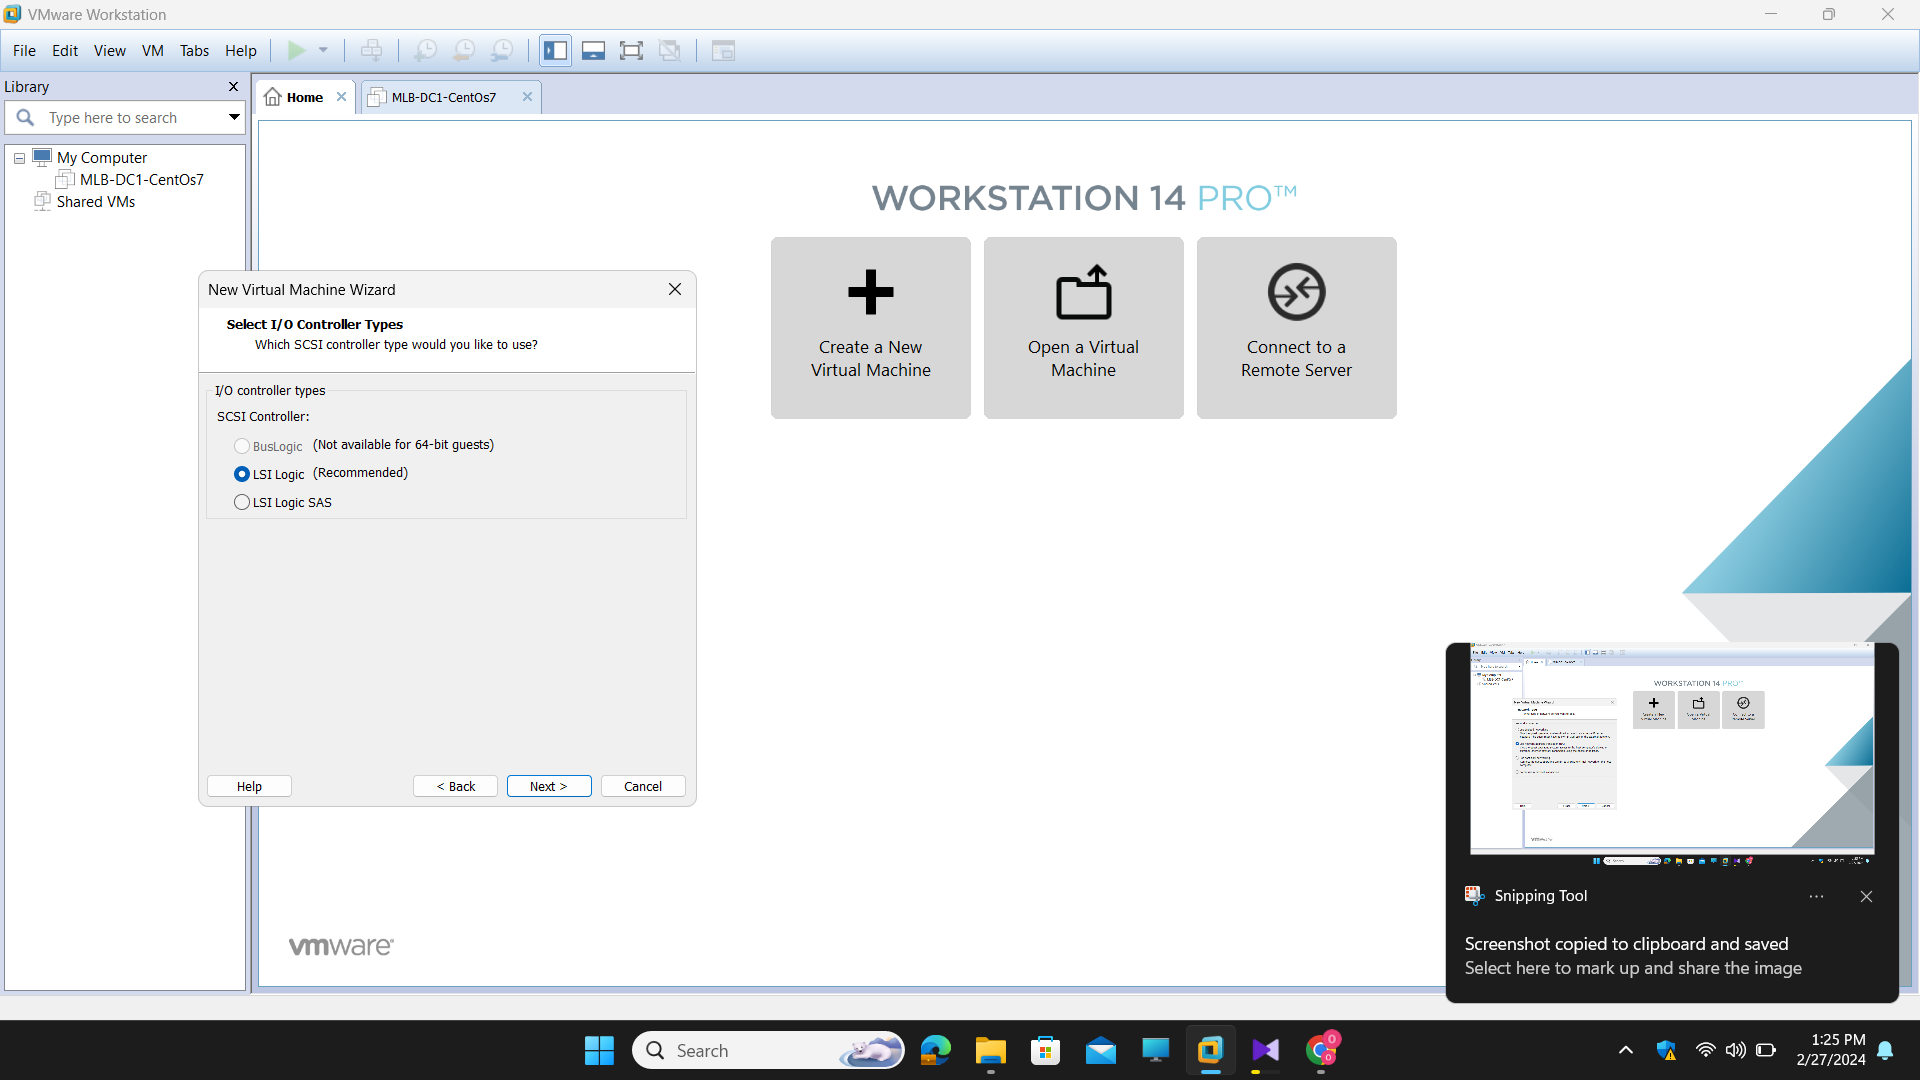 VMware Workstation
File Edit View VM Tabs Help
Library
Type here to search
My Computer
MLB-DC1-CentOs7
Shared VMs
Home
MLB-DC1-CentOs7
WORKSTATION 14 PRO™
Create a New
Virtual Machine
Open a Virtual
Machine
Connect to a
Remote Server
New Virtual Machine Wizard
Select I/O Controller Types
Which SCSI controller type would you like to use?
I/O controller types
SCSI Controller:
BusLogic (Not available for 64-bit guests)
LSI Logic (Recommended)
LSI Logic SAS
Help < Back Next > Cancel
vmware
WORKSTATION 14 PRO™
Snipping Tool
Screenshot copied to clipboard and saved
Select here to mark up and share the image
Search
1:25 PM
2/27/2024